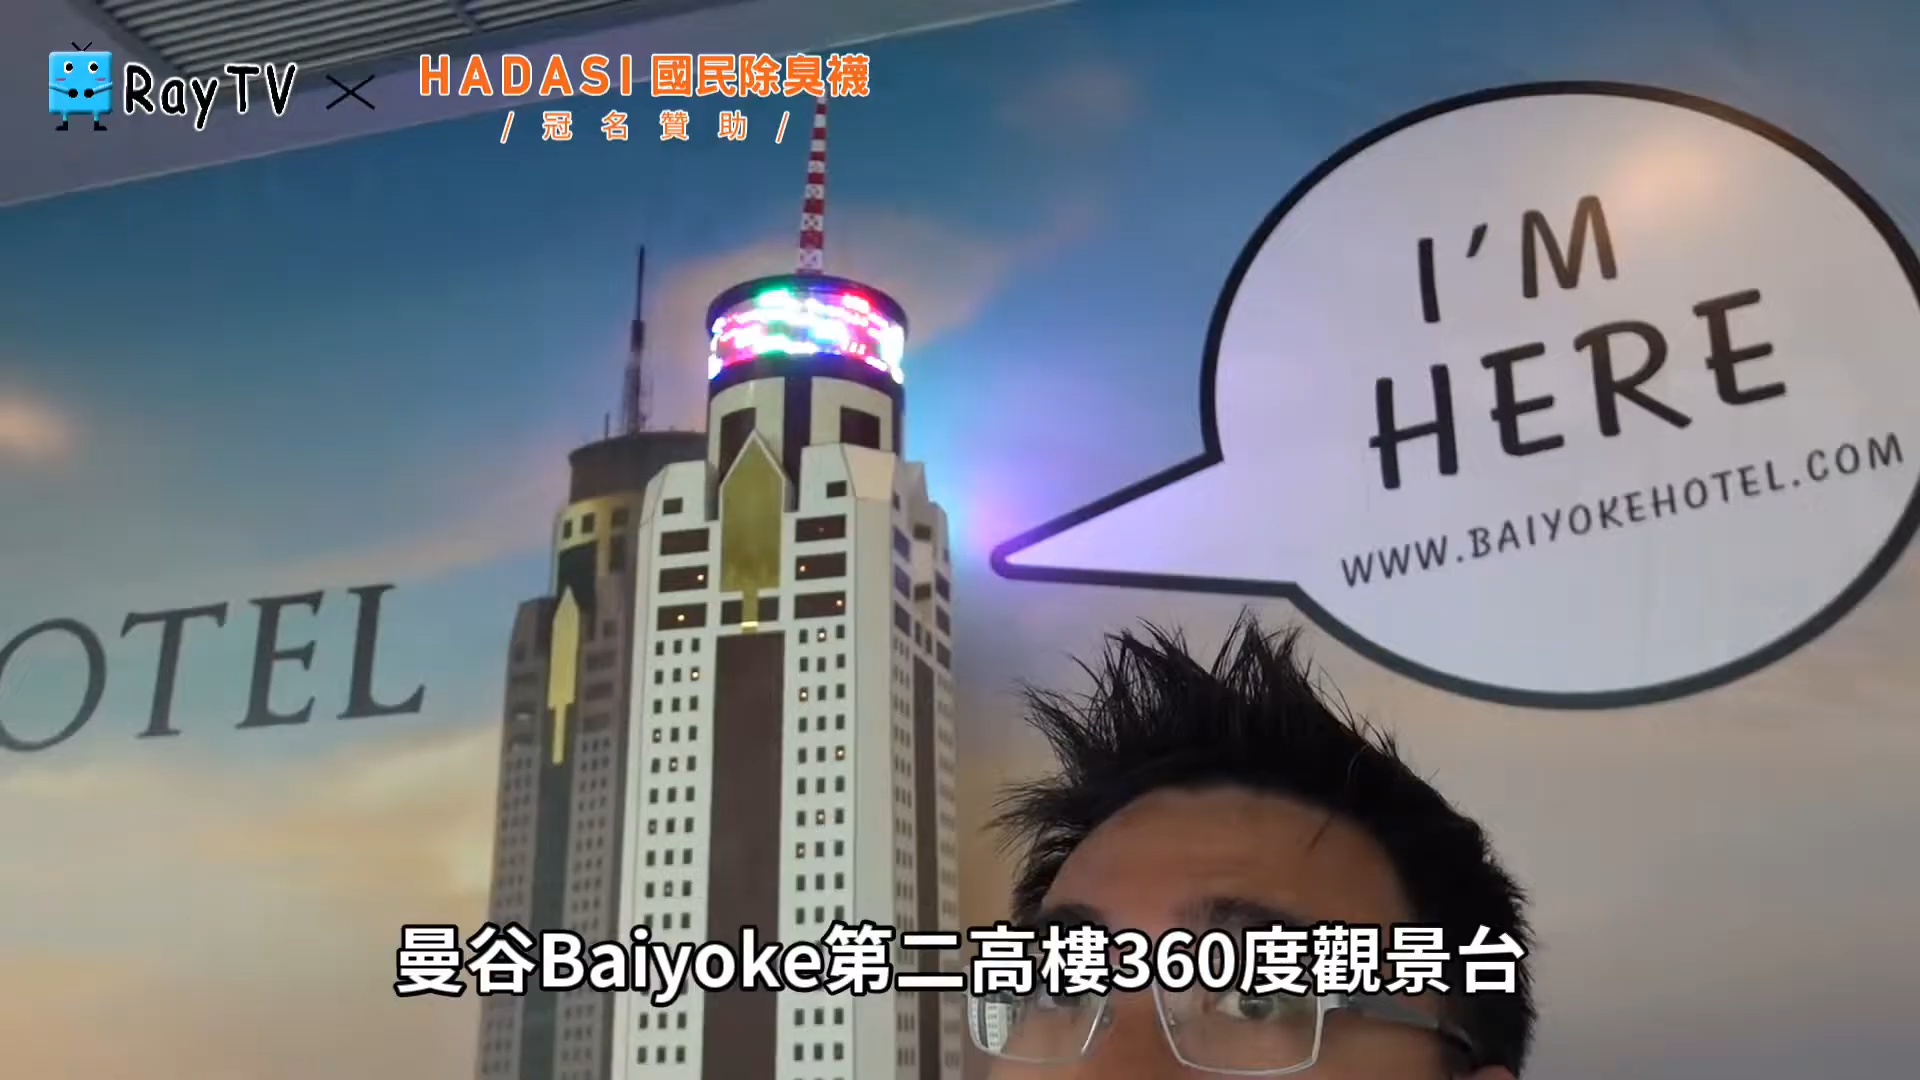 RayTV × HADASI 國民除臭襪
/ 冠名贊助 /
I'M
HERE
WWW.BAIYOKEHOTEL.COM
OTEL
曼谷Baiyoke第二高樓360度觀景台